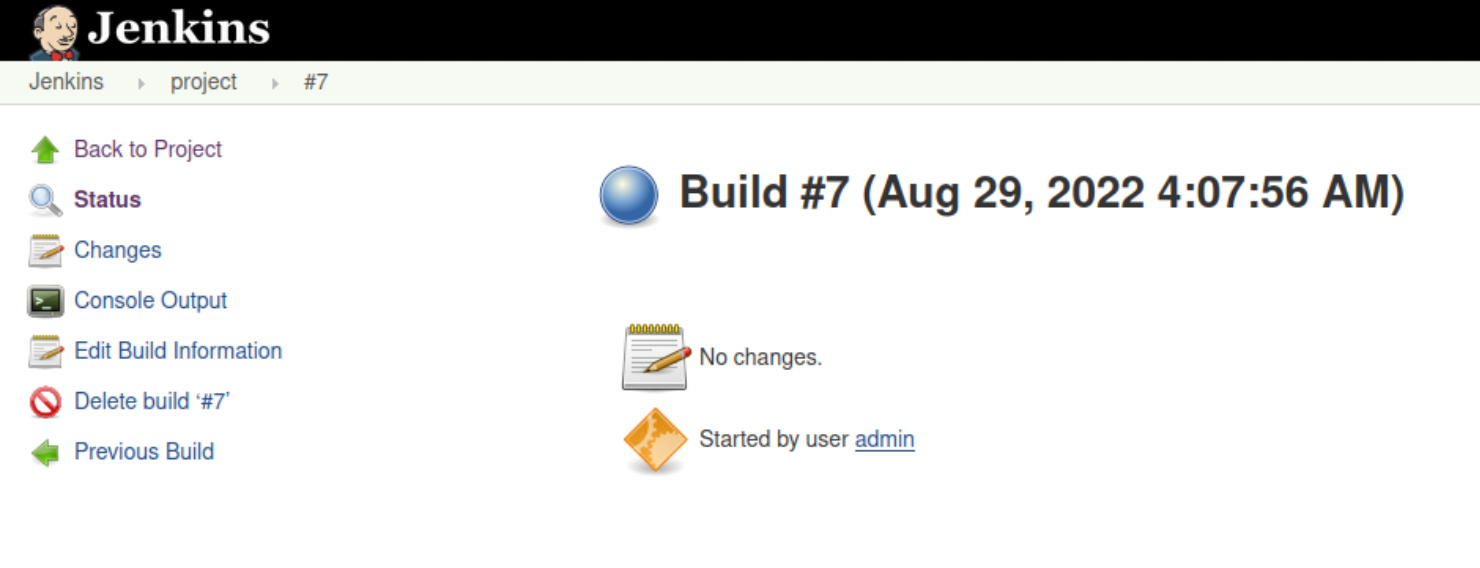 Jenkins
Jenkins project #7
Back to Project
Status
Changes
Console Output
Edit Build Information
Delete build ‘#7’
Previous Build
Build #7 (Aug 29, 2022 4:07:56 AM)
No changes.
Started by user admin